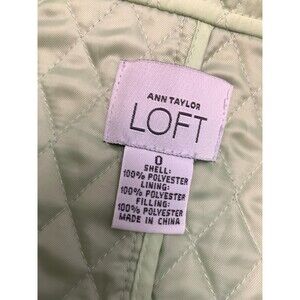 ANN TAYLOR
LOFT
0
SHELL:
100% POLYESTER
LINING:
100% POLYESTER
FILLING:
100% POLYESTER
MADE IN CHINA